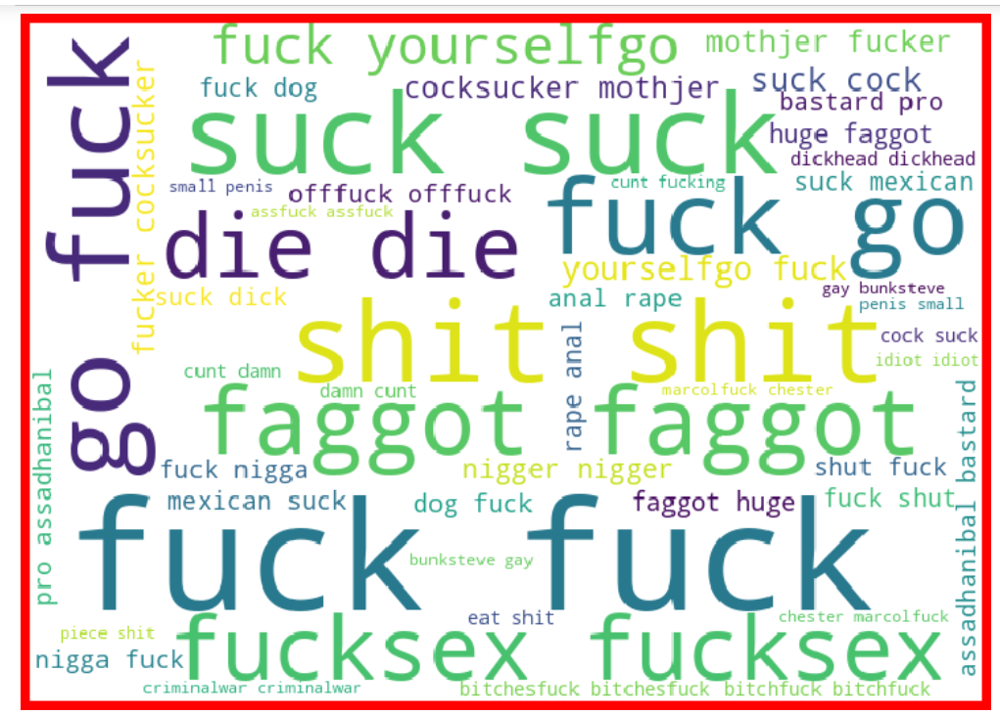 fuck yourselfgo
mothjer fucker
go fuck
fucker cocksucker
fuck dog
cocksucker mothjer
suck cock
bastard pro
suck suck
huge faggot
dickhead dickhead
small penis
offfuck offfuck
cunt fucking
suck mexican
assfuck assfuck
fuck go
die die
yourselfgo fuck
suck dick
anal rape
gay bunksteve
penis small
shit shit
rape anal
cock suck
idiot idiot
cunt damn
damn cunt
marcolfuck chester
pro assadhanibal
faggot faggot
assadhanibal bastard
fuck nigga
nigger nigger
shut fuck
mexican suck
dog fuck
faggot huge
fuck shut
fuck fuck
bunksteve gay
eat shit
chester marcolfuck
piece shit
fucksex fucksex
nigga fuck
criminalwar criminalwar
bitchesfuck bitchesfuck
bitchfuck bitchfuck